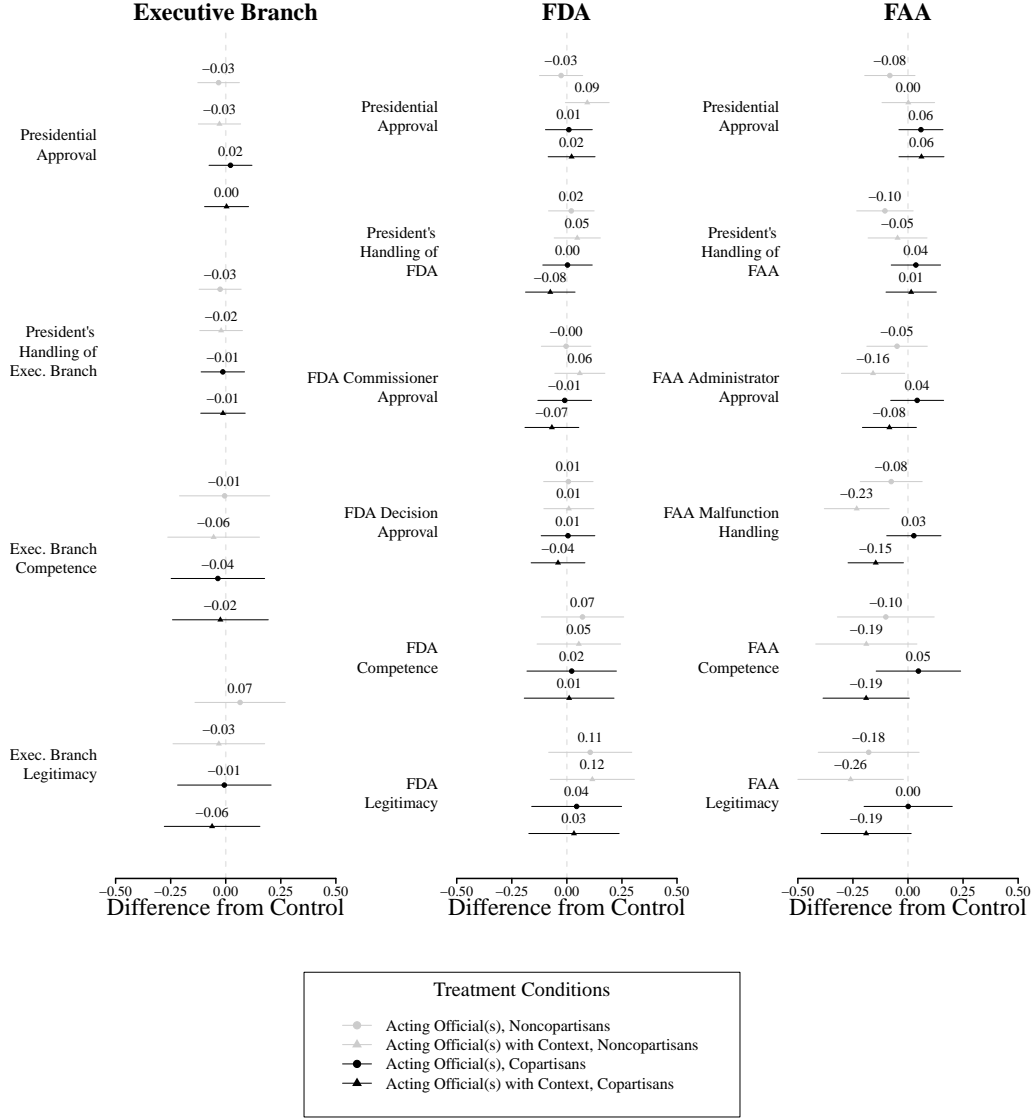 Executive Branch
Presidential
Approval
−0.03
−0.03
0.02
0.00
President's
Handling of
Exec. Branch
−0.03
−0.02
−0.01
−0.01
Exec. Branch
Competence
−0.01
−0.06
−0.04
−0.02
Exec. Branch
Legitimacy
0.07
−0.03
−0.01
−0.06
−0.50
−0.25
0.00
0.25
0.50
Difference from Control
FDA
Presidential
Approval
−0.03
0.09
0.01
0.02
President's
Handling of
FDA
0.02
0.05
0.00
−0.08
FDA Commissioner
Approval
−0.00
0.06
−0.01
−0.07
FDA Decision
Approval
0.01
0.01
0.01
−0.04
FDA
Competence
0.07
0.05
0.02
0.01
FDA
Legitimacy
0.11
0.12
0.04
0.03
−0.50
−0.25
0.00
0.25
0.50
Difference from Control
FAA
Presidential
Approval
−0.08
0.00
0.06
0.06
President's
Handling of
FAA
−0.10
−0.05
0.04
0.01
FAA Administrator
Approval
−0.05
−0.16
0.04
−0.08
FAA Malfunction
Handling
−0.08
−0.23
0.03
−0.15
FAA
Competence
−0.10
−0.19
0.05
−0.19
FAA
Legitimacy
−0.18
−0.26
0.00
−0.19
−0.50
−0.25
0.00
0.25
0.50
Difference from Control
Treatment Conditions
Acting Official(s), Noncopartisans
Acting Official(s) with Context, Noncopartisans
Acting Official(s), Copartisans
Acting Official(s) with Context, Copartisans